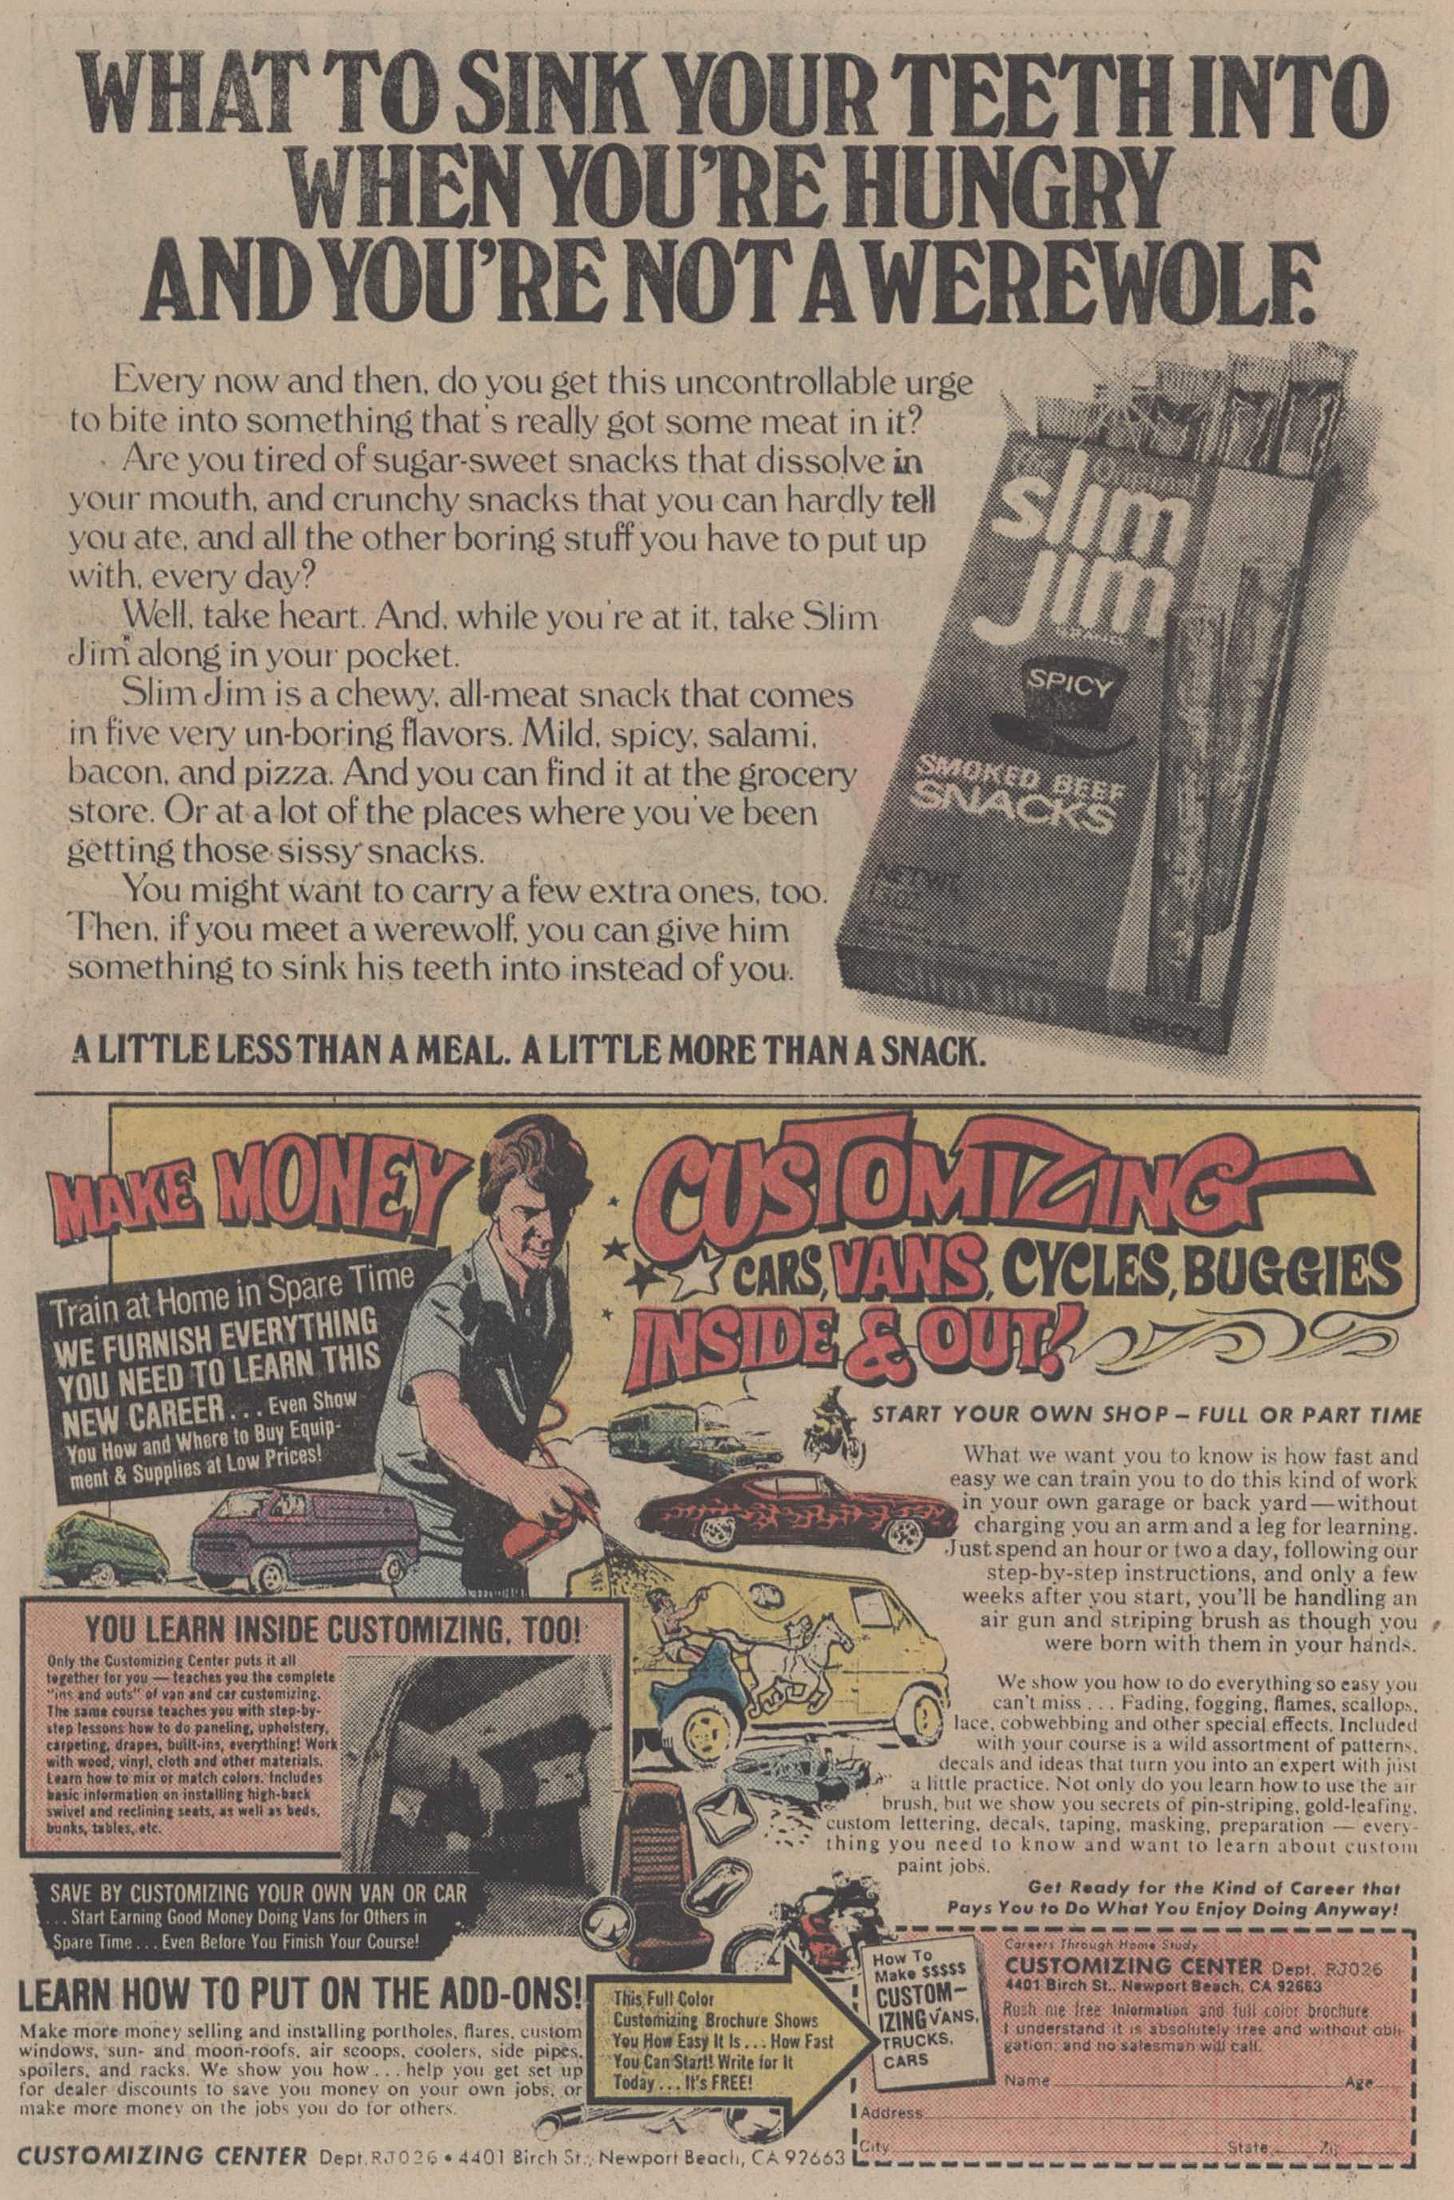 WHAT TO SINK YOUR TEETH INTO
WHEN YOU'RE HUNGRY
AND YOU'RE NOT A WEREWOLF.
Every now and then, do you get this uncontrollable urge
to bite into something that's really got some meat in it?
Are you tired of sugar-sweet snacks that dissolve in
your mouth, and crunchy snacks that you can hardly tell
you ate, and all the other boring stuff you have to put up
with, every day?
Well, take heart. And, while you're at it, take Slim
Jim along in your pocket.
Slim Jim is a chewy, all-meat snack that comes
in five very un-boring flavors. Mild, spicy, salami,
bacon, and pizza. And you can find it at the grocery
store. Or at a lot of the places where you've been
getting those sissy snacks.
You might want to carry a few extra ones, too.
Then, if you meet a werewolf, you can give him
something to sink his teeth into instead of you.
slim
Jim
SPICY
SMOKED BEEF
SNACKS
NET WT.
slim jim
SPICY
A LITTLE LESS THAN A MEAL. A LITTLE MORE THAN A SNACK.
MAKE MONEY
CUSTOMIZING
CARS, VANS, CYCLES, BUGGIES
INSIDE & OUT!
Train at Home in Spare Time
WE FURNISH EVERYTHING
YOU NEED TO LEARN THIS
NEW CAREER . . . Even Show
You How and Where to Buy Equip-
ment & Supplies at Low Prices!
START YOUR OWN SHOP – FULL OR PART TIME
What we want you to know is how fast and
easy we can train you to do this kind of work
in your own garage or back yard—without
charging you an arm and a leg for learning.
Just spend an hour or two a day, following our
step-by-step instructions, and only a few
weeks after you start, you'll be handling an
air gun and striping brush as though you
were born with them in your hands.
We show you how to do everything so easy you
can't miss . . . Fading, fogging, flames, scallops,
lace, cobwebbing and other special effects. Included
with your course is a wild assortment of patterns,
decals and ideas that turn you into an expert with just
a little practice. Not only do you learn how to use the air
brush, but we show you secrets of pin-striping, gold-leafing,
custom lettering, decals, taping, masking, preparation — every-
thing you need to know and want to learn about custom
paint jobs.
Get Ready for the Kind of Career that
Pays You to Do What You Enjoy Doing Anyway!
YOU LEARN INSIDE CUSTOMIZING, TOO!
Only the Customizing Center puts it all
together for you — teaches you the complete
"ins and outs" of van and car customizing.
The same course teaches you with step-by-
step lessons how to do paneling, upholstery,
carpeting, drapes, built-ins, everything! Work
with wood, vinyl, cloth and other materials.
Learn how to mix or match colors. Includes
basic information on installing high-back
swivel and reclining seats, as well as beds,
bunks, tables, etc.
SAVE BY CUSTOMIZING YOUR OWN VAN OR CAR
. . . Start Earning Good Money Doing Vans for Others in
Spare Time . . . Even Before You Finish Your Course!
LEARN HOW TO PUT ON THE ADD-ONS!
Make more money selling and installing portholes, flares, custom
windows, sun- and moon-roofs, air scoops, coolers, side pipes,
spoilers, and racks. We show you how . . . help you get set up
for dealer discounts to save you money on your own jobs, or
make more money on the jobs you do for others.
This Full Color
Customizing Brochure Shows
You How Easy It Is . . . How Fast
You Can Start! Write for It
Today . . . It's FREE!
How To
Make $$$$$
CUSTOM-
IZING VANS,
TRUCKS,
CARS
Careers Through Home Study
CUSTOMIZING CENTER Dept. RJ026
4401 Birch St., Newport Beach, CA 92663
Rush me free information and full color brochure.
I understand it is absolutely free and without obli-
gation; and no salesman will call.
Name Age
Address
City State Zip
CUSTOMIZING CENTER Dept. RJ026 • 4401 Birch St., Newport Beach, CA 92663